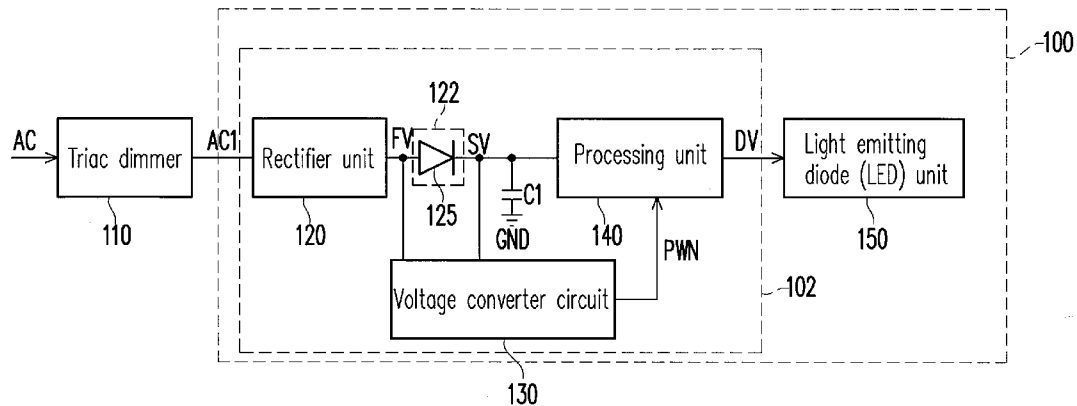 100
122
AC
Triac dimmer
AC1
Rectifier unit
FV
SV
Processing unit
DV
Light emitting
diode (LED) unit
125
C1
110
120
GND
140
150
PWN
Voltage converter circuit
102
130